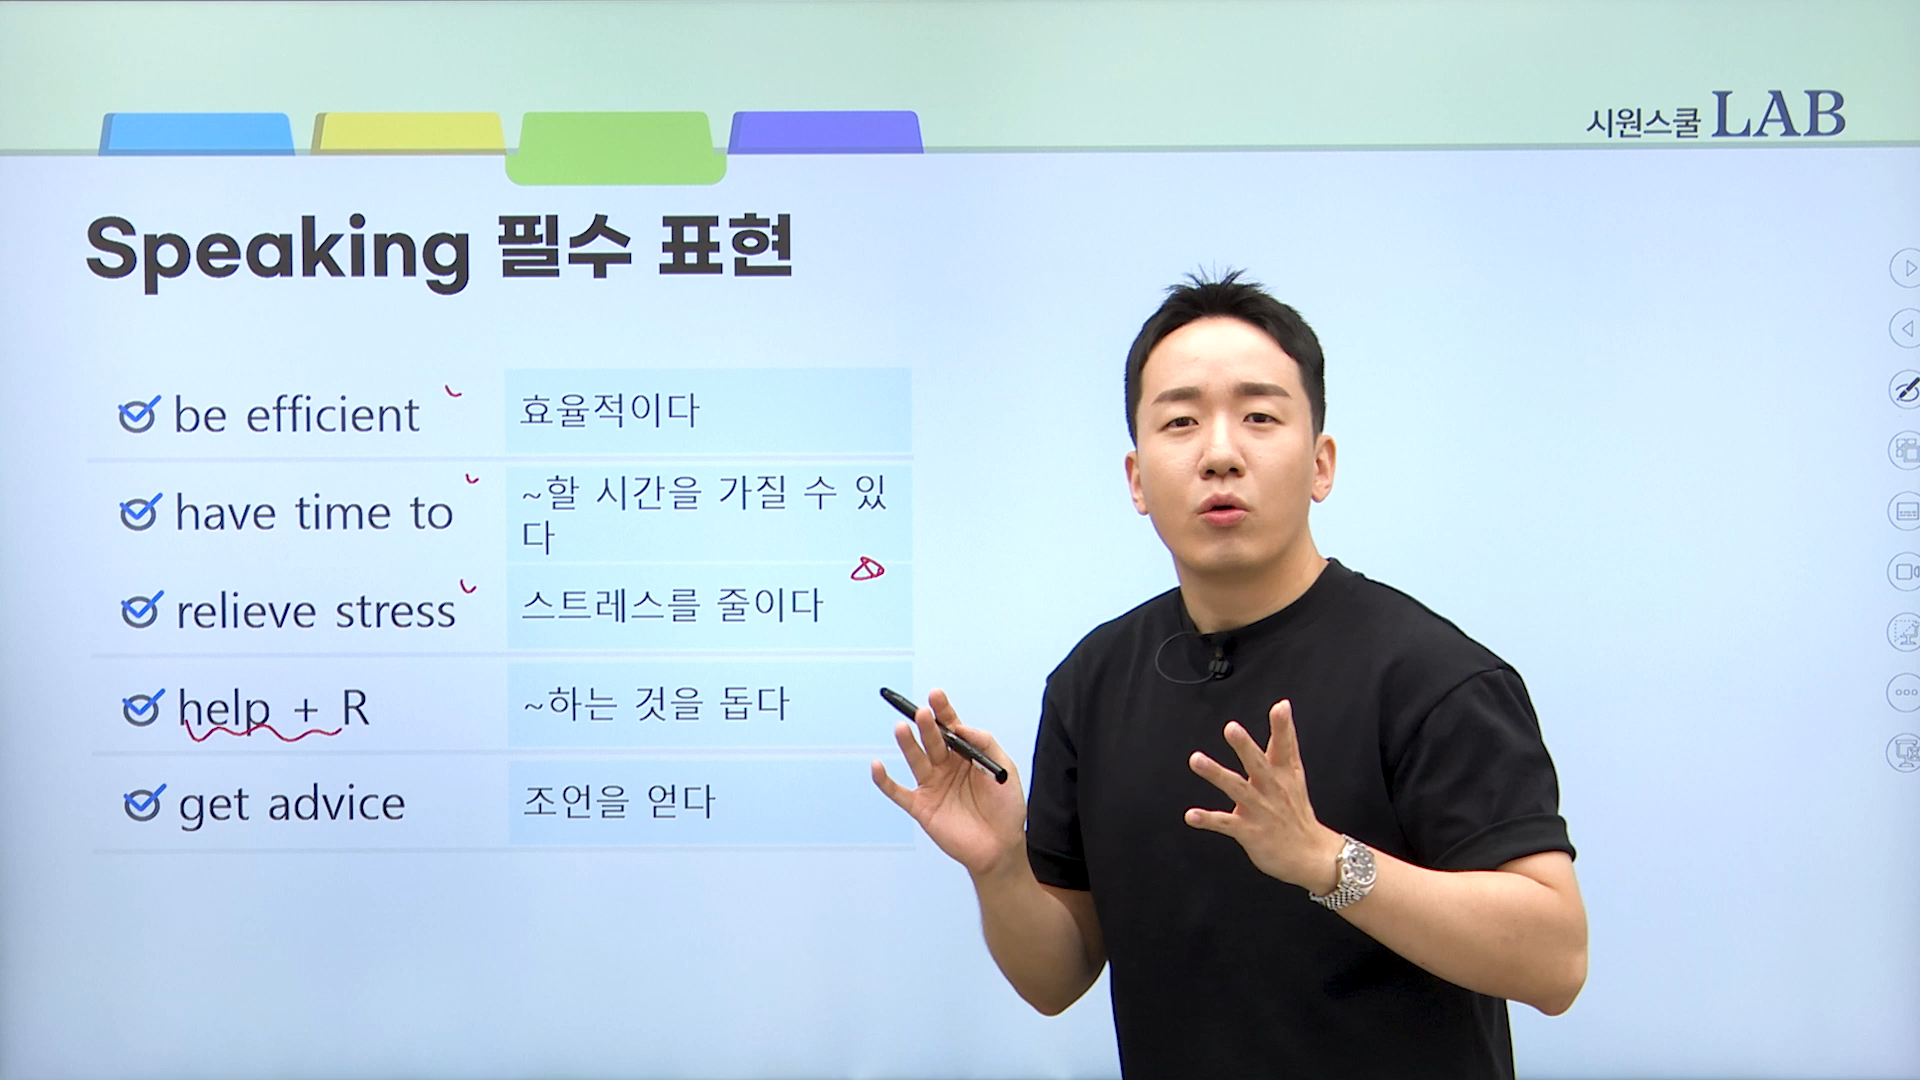 시원스쿨 LAB
Speaking 필수 표현
be efficient 효율적이다
have time to ~할 시간을 가질 수 있
다
relieve stress 스트레스를 줄이다
help + R ~하는 것을 돕다
get advice 조언을 얻다